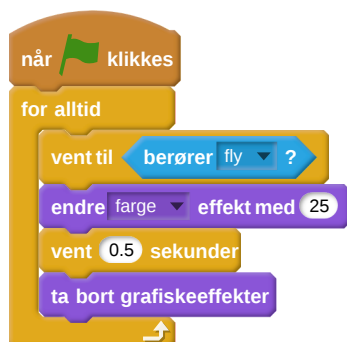 når klikkes
for alltid
vent til berører fly ?
endre farge effekt med 25
vent 0.5 sekunder
ta bort grafiskeeffekter